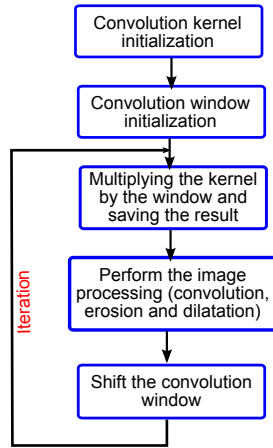 Convolution kernel
initialization
Convolution window
initialization
Multiplying the kernel
by the window and
saving the result
Perform the image
processing (convolution,
erosion and dilatation)
Shift the convolution
window
Iteration